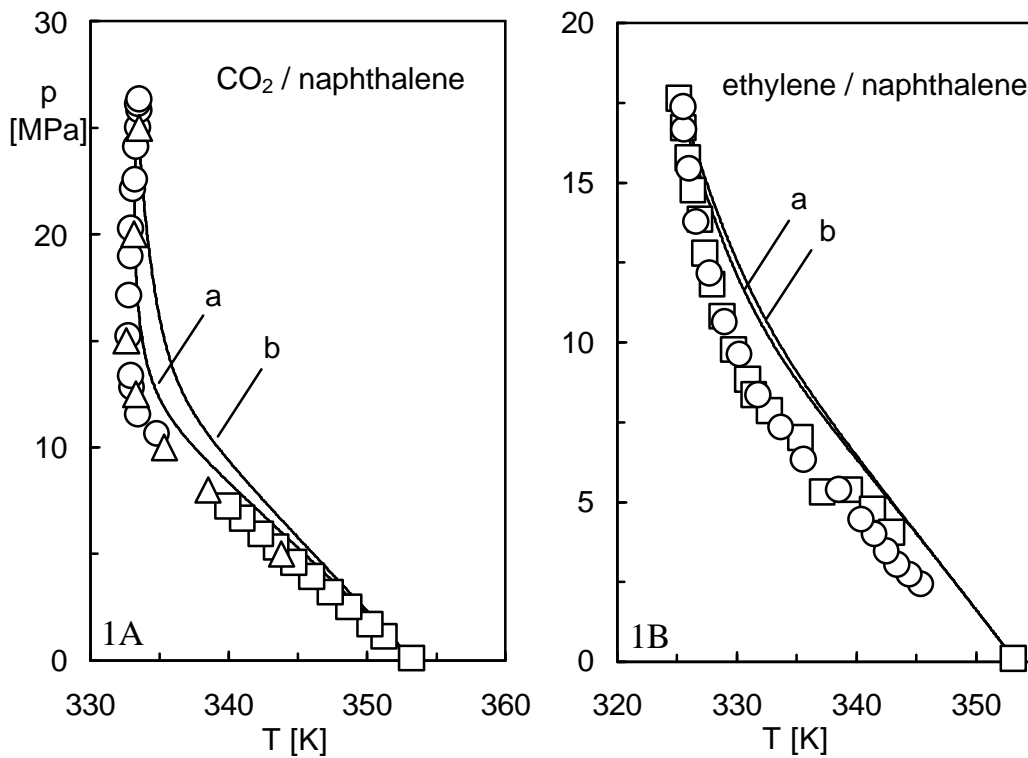 30
CO₂ / naphthalene
p
[MPa]
20
a
b
10
1A
0
330
340
350
360
T [K]
20
ethylene / naphthalene
15
a
b
10
5
1B
0
320
330
340
350
T [K]